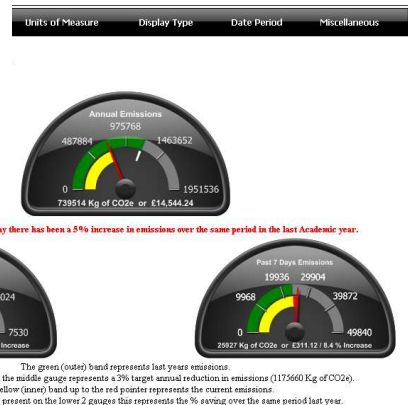 Units of Measure Display Type Date Period Miscellaneous
Annual Emissions
975768
487884 1463652
0 1951536
739514 Kg of CO2e or £14,544.24
y there has been a 5% increase in emissions over the same period in the last Academic year.
Past 7 Days Emissions
19936 29904
024 9968 39872
7530 0 49840
Increase 25927 Kg of CO2e or £311.12 / 8.4 % Increase
The green (outer) band represents last years emissions.
the middle gauge represents a 3% target annual reduction in emissions (1175660 Kg of CO2e).
ellow (inner) band up to the red pointer represents the current emissions.
present on the lower 2 gauges this represents the % saving over the same period last year.